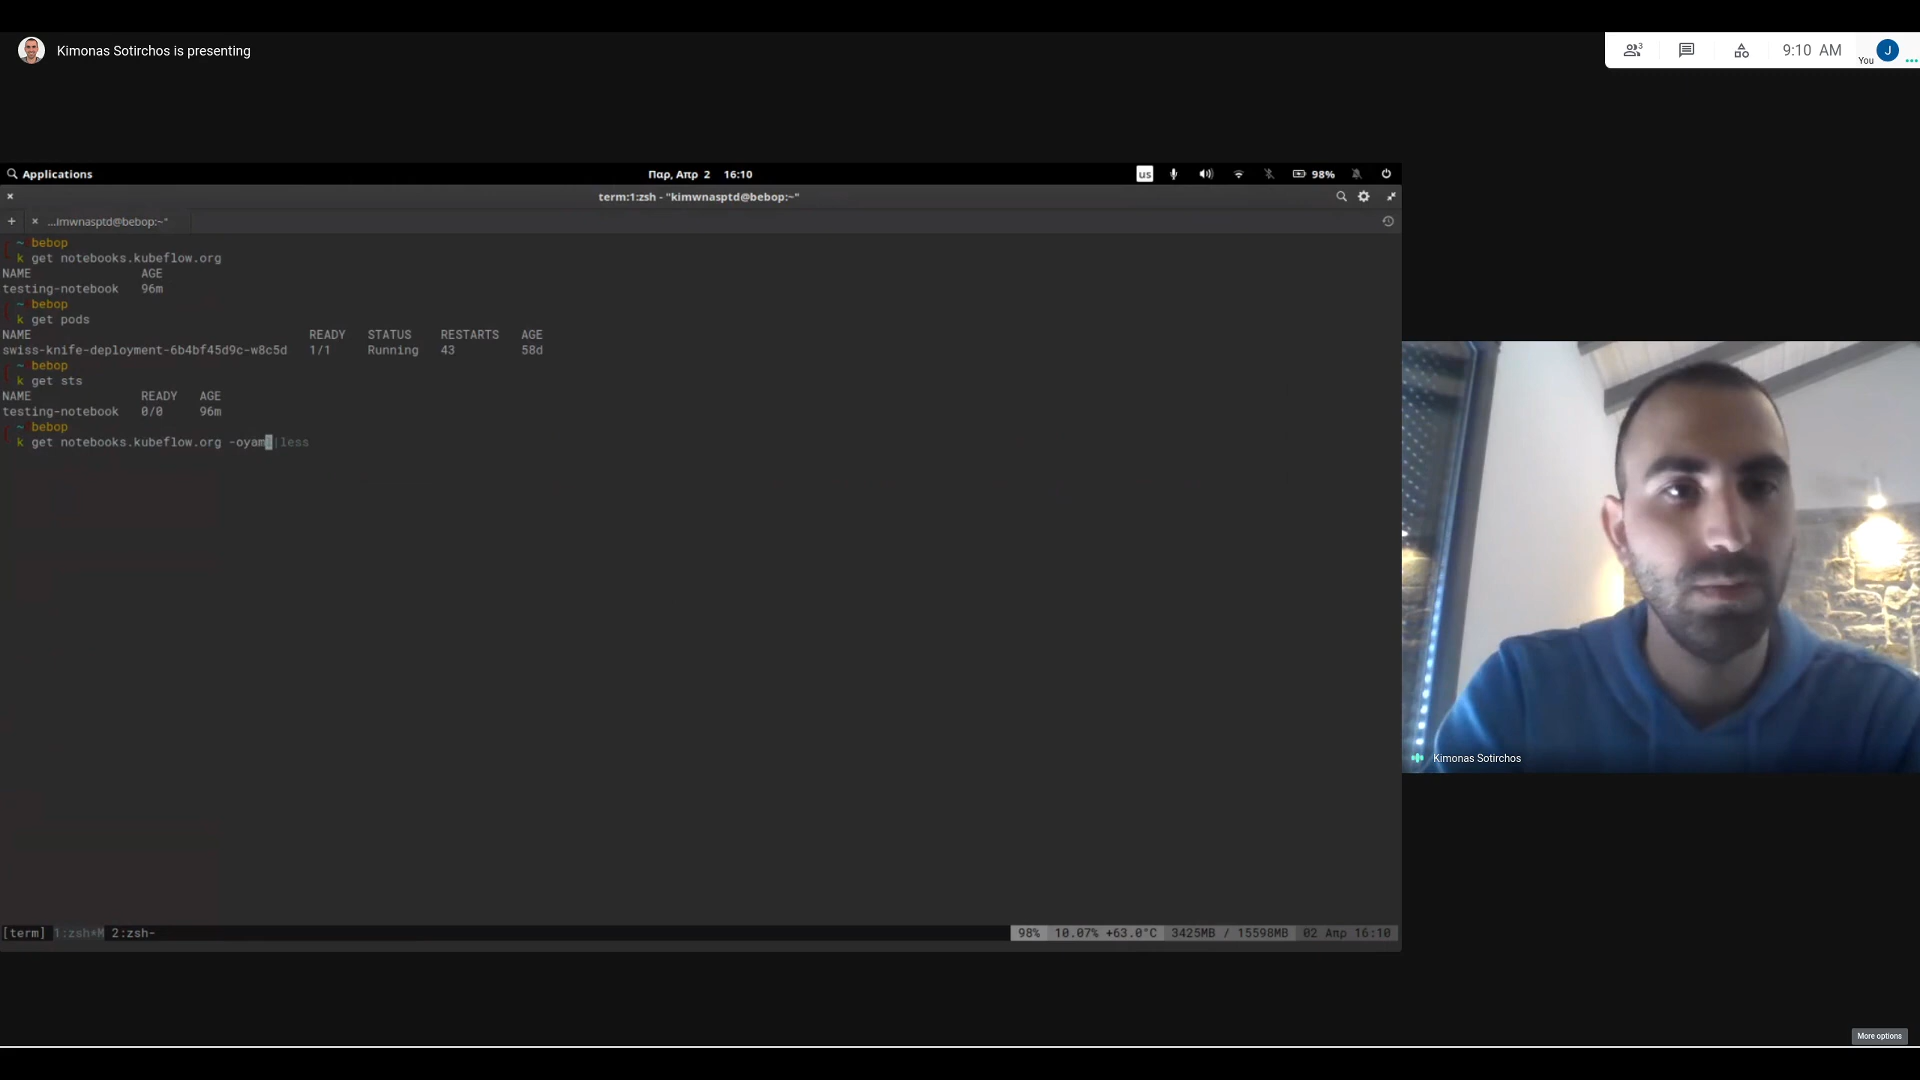 Kimonas Sotirchos is presenting
3
9:10 AM
You
J
Applications
Παρ, Απρ 2 16:10
us
98%
term:1:zsh - "kimwnasptd@bebop:~"
...imwnasptd@bebop:~"
~ bebop
k get notebooks.kubeflow.org
NAME AGE
testing-notebook 96m
~ bebop
k get pods
NAME READY STATUS RESTARTS AGE
swiss-knife-deployment-6b4bf45d9c-w8c5d 1/1 Running 43 58d
~ bebop
k get sts
NAME READY AGE
testing-notebook 0/0 96m
~ bebop
k get notebooks.kubeflow.org -oyaml|less
Kimonas Sotirchos
[term] 1:zsh*M 2:zsh-
98% 10.07% +63.0°C 3425MB / 15598MB 02 Απρ 16:10
More options